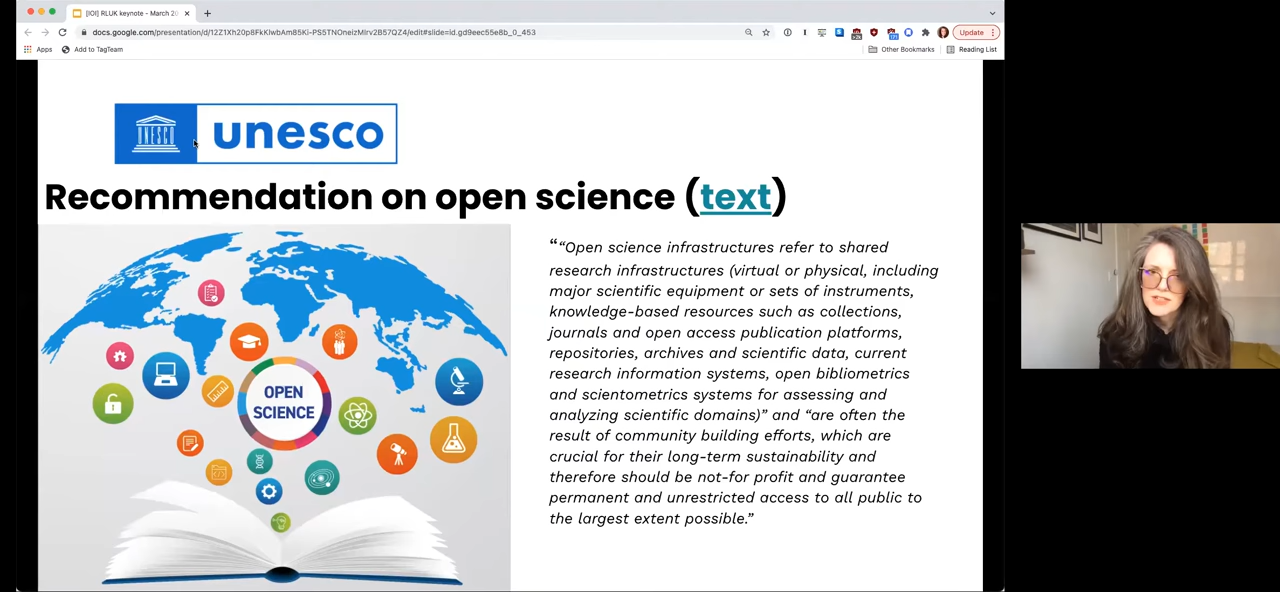 [IOI] RLUK keynote – March 20
docs.google.com/presentation/d/12Z1Xh20p8FkKIwbAm85Ki-PS5TNOneizMIrv2B57QZ4/edit#slide=id.gd9eec55e8b_0_453
Update
Apps
Add to TagTeam
Other Bookmarks
Reading List
UNESCO
unesco
Recommendation on open science (text)
OPEN
SCIENCE
““Open science infrastructures refer to shared
research infrastructures (virtual or physical, including
major scientific equipment or sets of instruments,
knowledge-based resources such as collections,
journals and open access publication platforms,
repositories, archives and scientific data, current
research information systems, open bibliometrics
and scientometrics systems for assessing and
analyzing scientific domains)” and “are often the
result of community building efforts, which are
crucial for their long-term sustainability and
therefore should be not-for profit and guarantee
permanent and unrestricted access to all public to
the largest extent possible.”